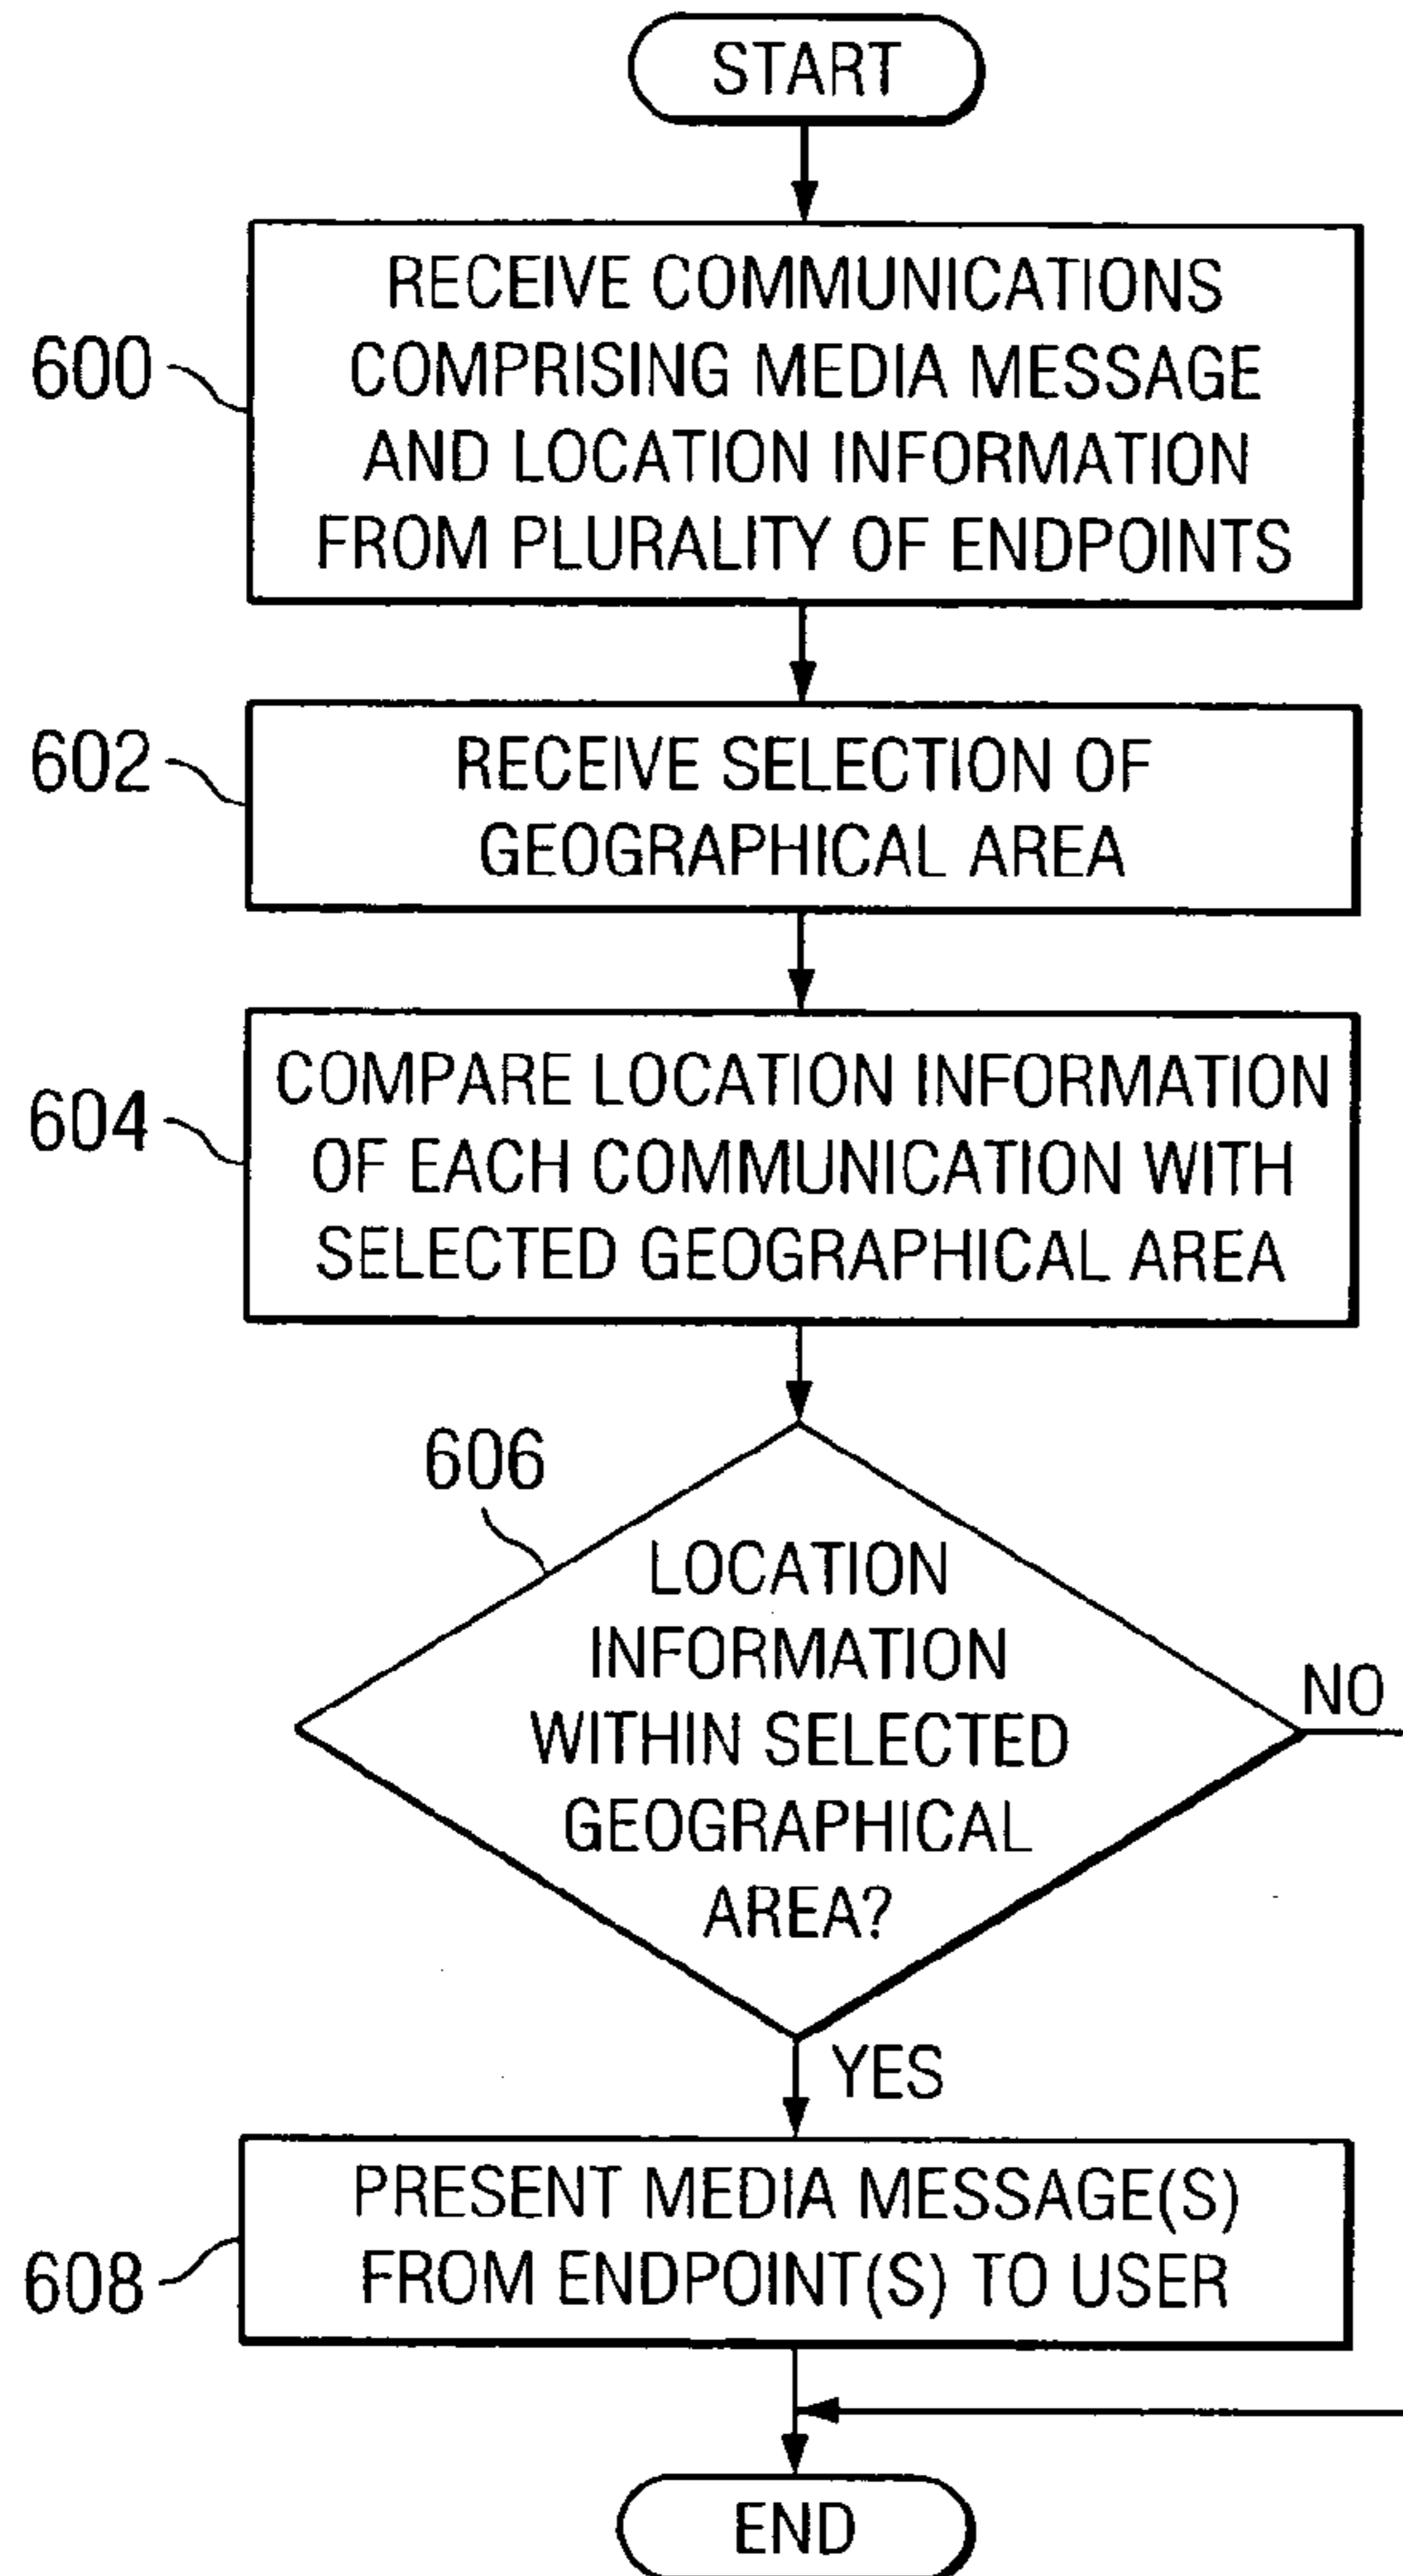 START
RECEIVE COMMUNICATIONS
COMPRISING MEDIA MESSAGE
AND LOCATION INFORMATION
FROM PLURALITY OF ENDPOINTS
600
RECEIVE SELECTION OF
GEOGRAPHICAL AREA
602
COMPARE LOCATION INFORMATION
OF EACH COMMUNICATION WITH
SELECTED GEOGRAPHICAL AREA
604
606
LOCATION
INFORMATION
WITHIN SELECTED
GEOGRAPHICAL
AREA?
NO
YES
PRESENT MEDIA MESSAGE(S)
FROM ENDPOINT(S) TO USER
608
END